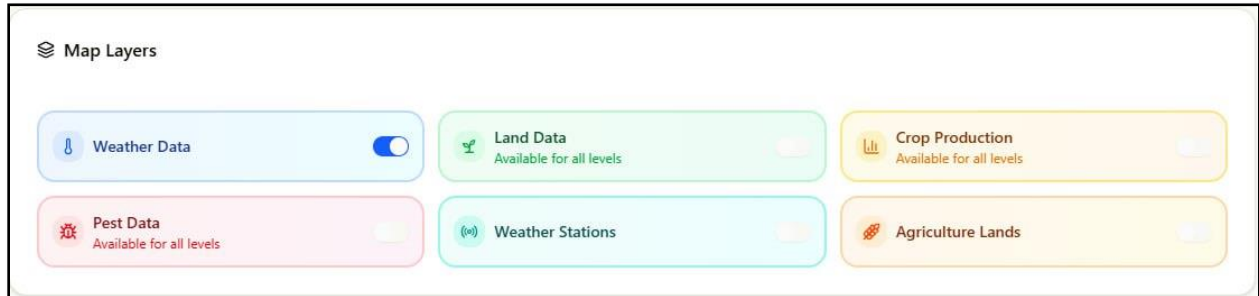 Map Layers
Weather Data
Land Data
Available for all levels
Crop Production
Available for all levels
Pest Data
Available for all levels
Weather Stations
Agriculture Lands